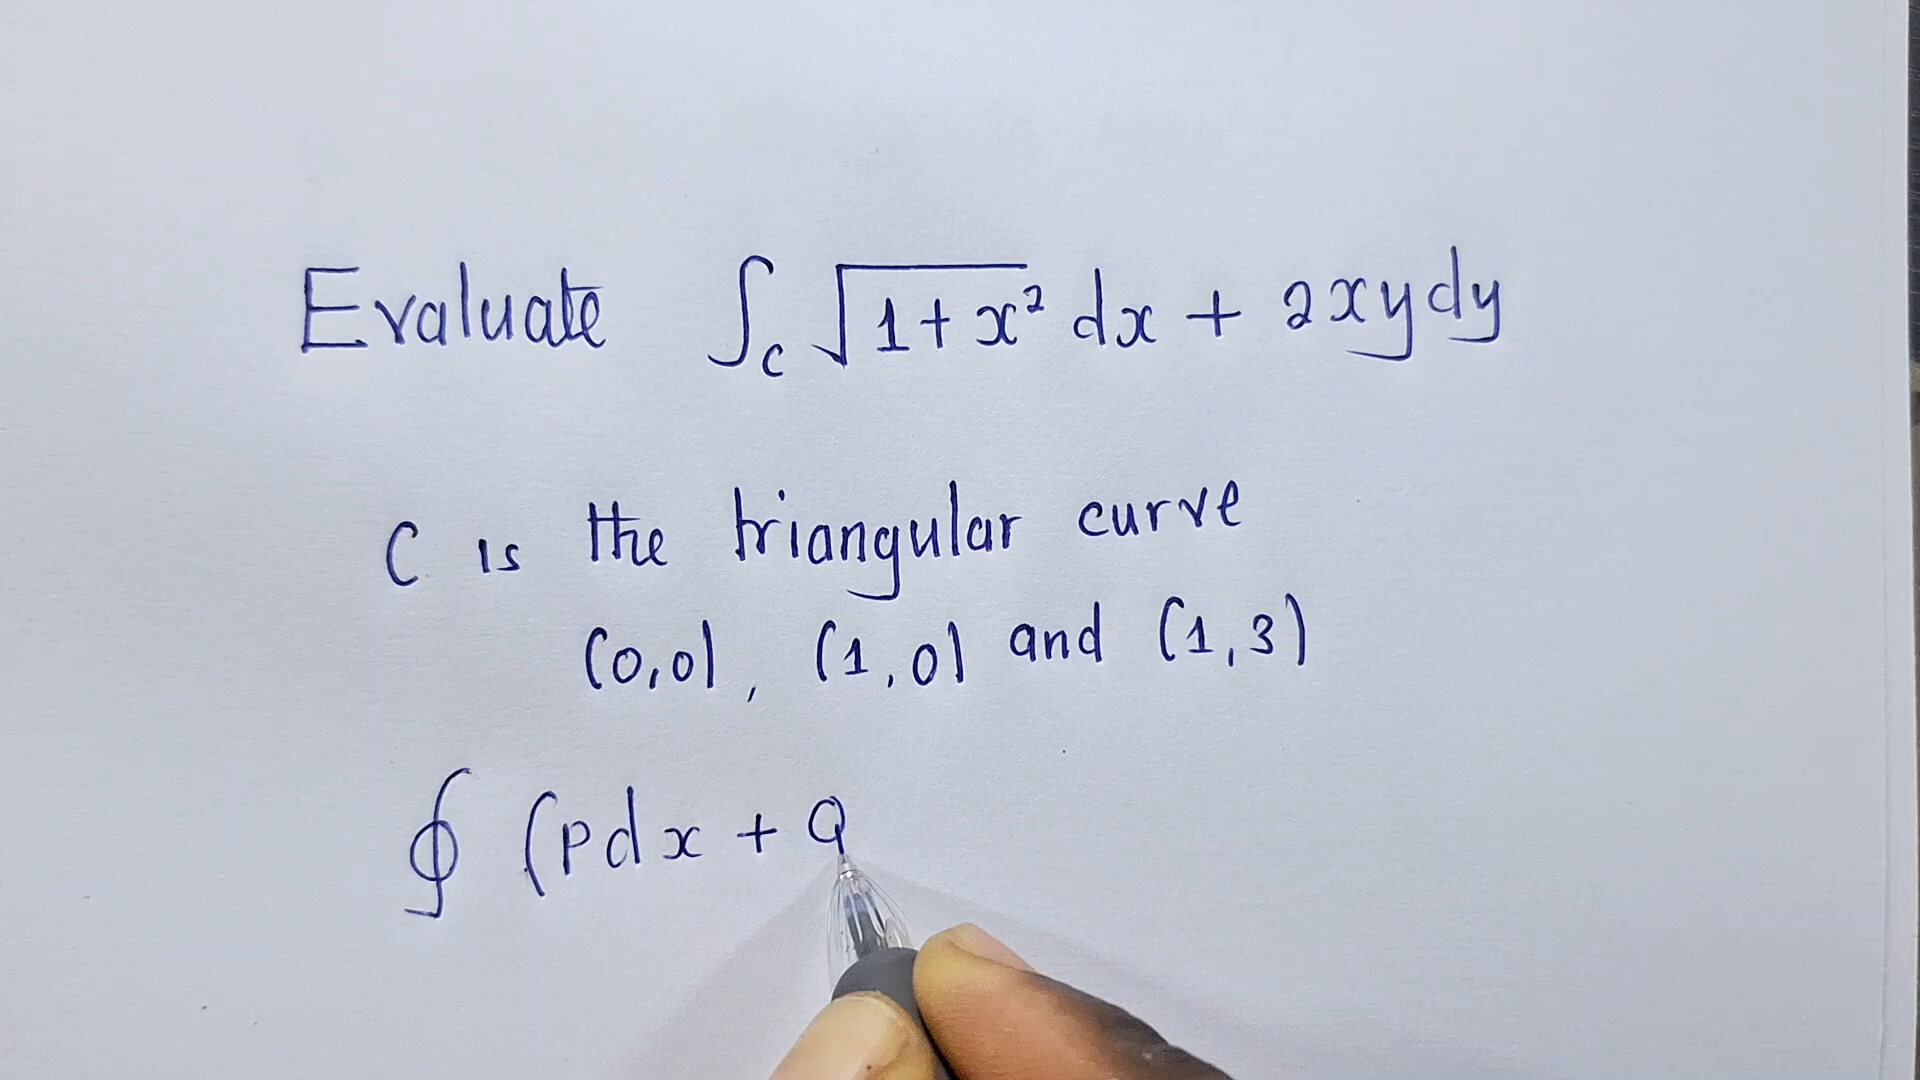 Evaluate ∫c √1+x² dx + 2xydy
C is the triangular curve
(0,0), (1,0) and (1,3)
∮ (Pdx + Q